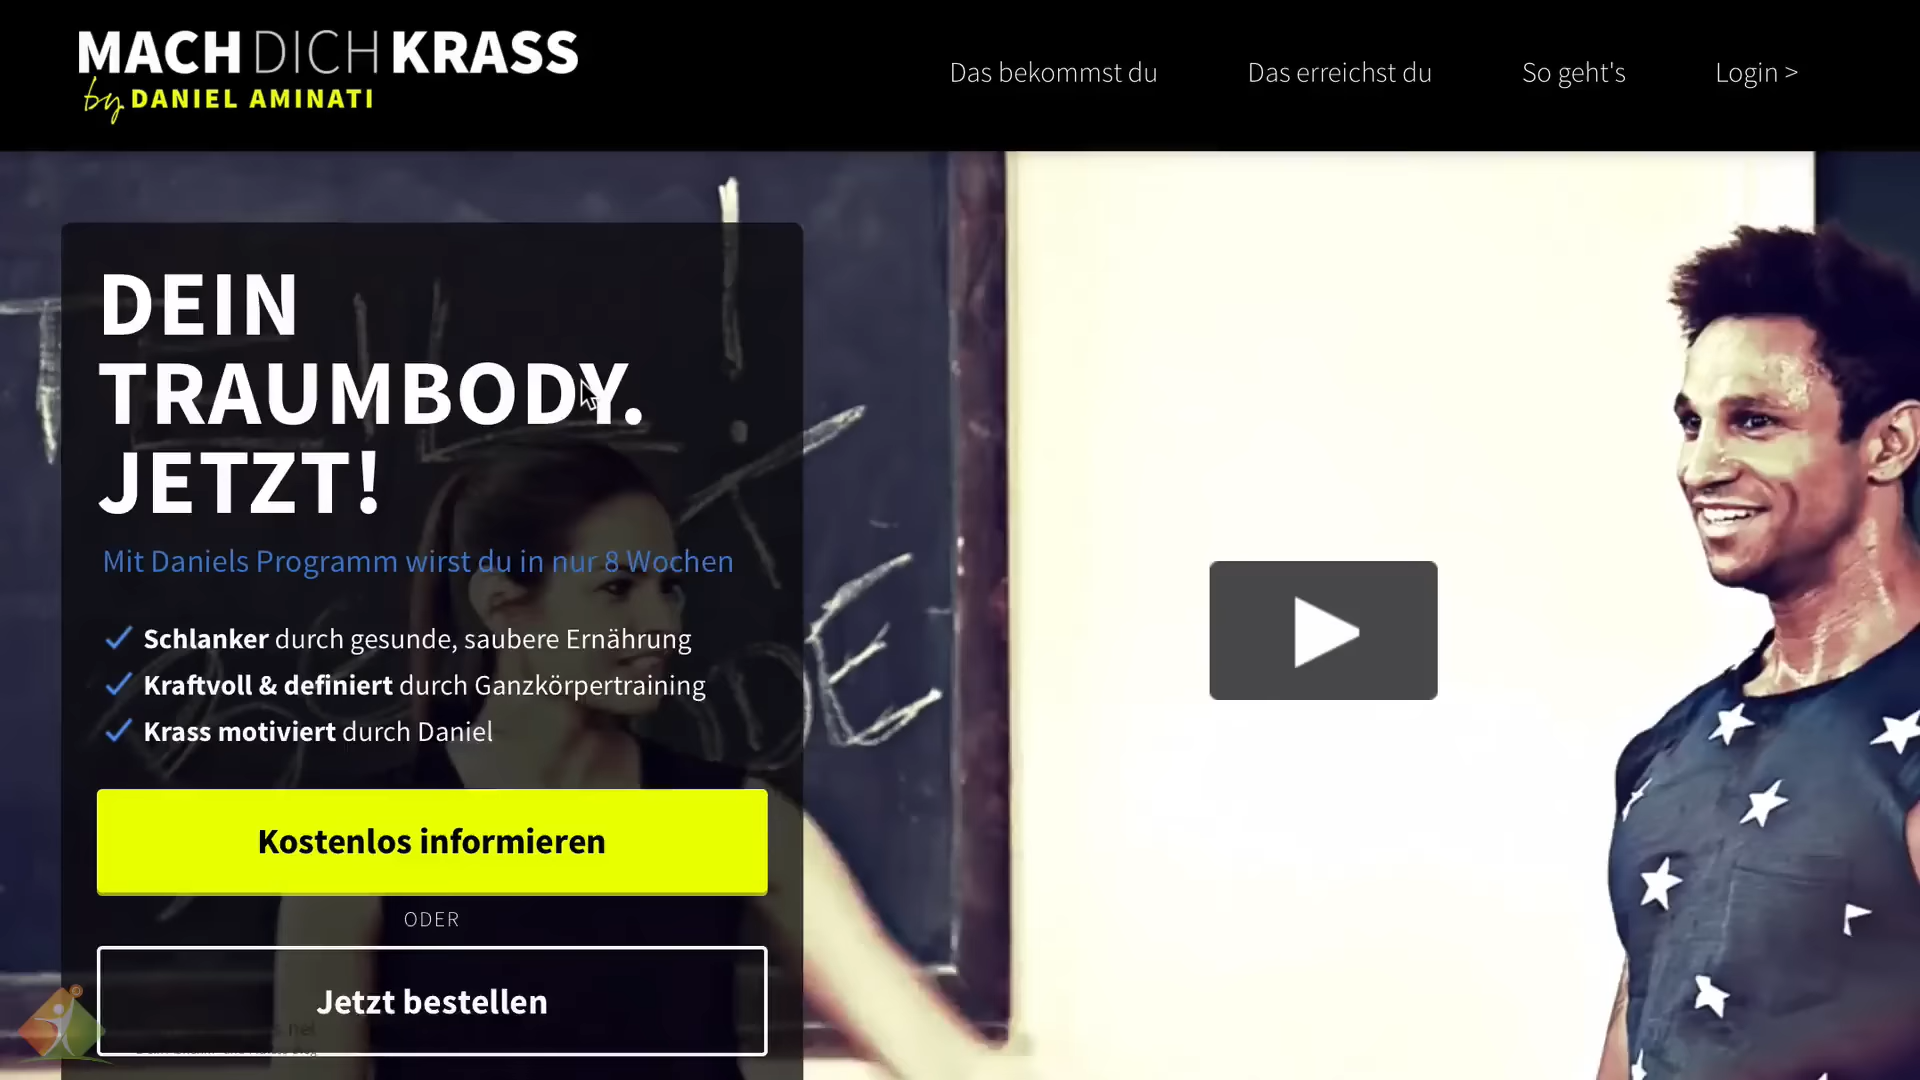 MACH DICH KRASS
by DANIEL AMINATI
Das bekommst du
Das erreichst du
So geht's
Login >
DEIN
TRAUMBODY.
JETZT!
Mit Daniels Programm wirst du in nur 8 Wochen
Schlanker durch gesunde, saubere Ernährung
Kraftvoll & definiert durch Ganzkörpertraining
Krass motiviert durch Daniel
Kostenlos informieren
ODER
Jetzt bestellen